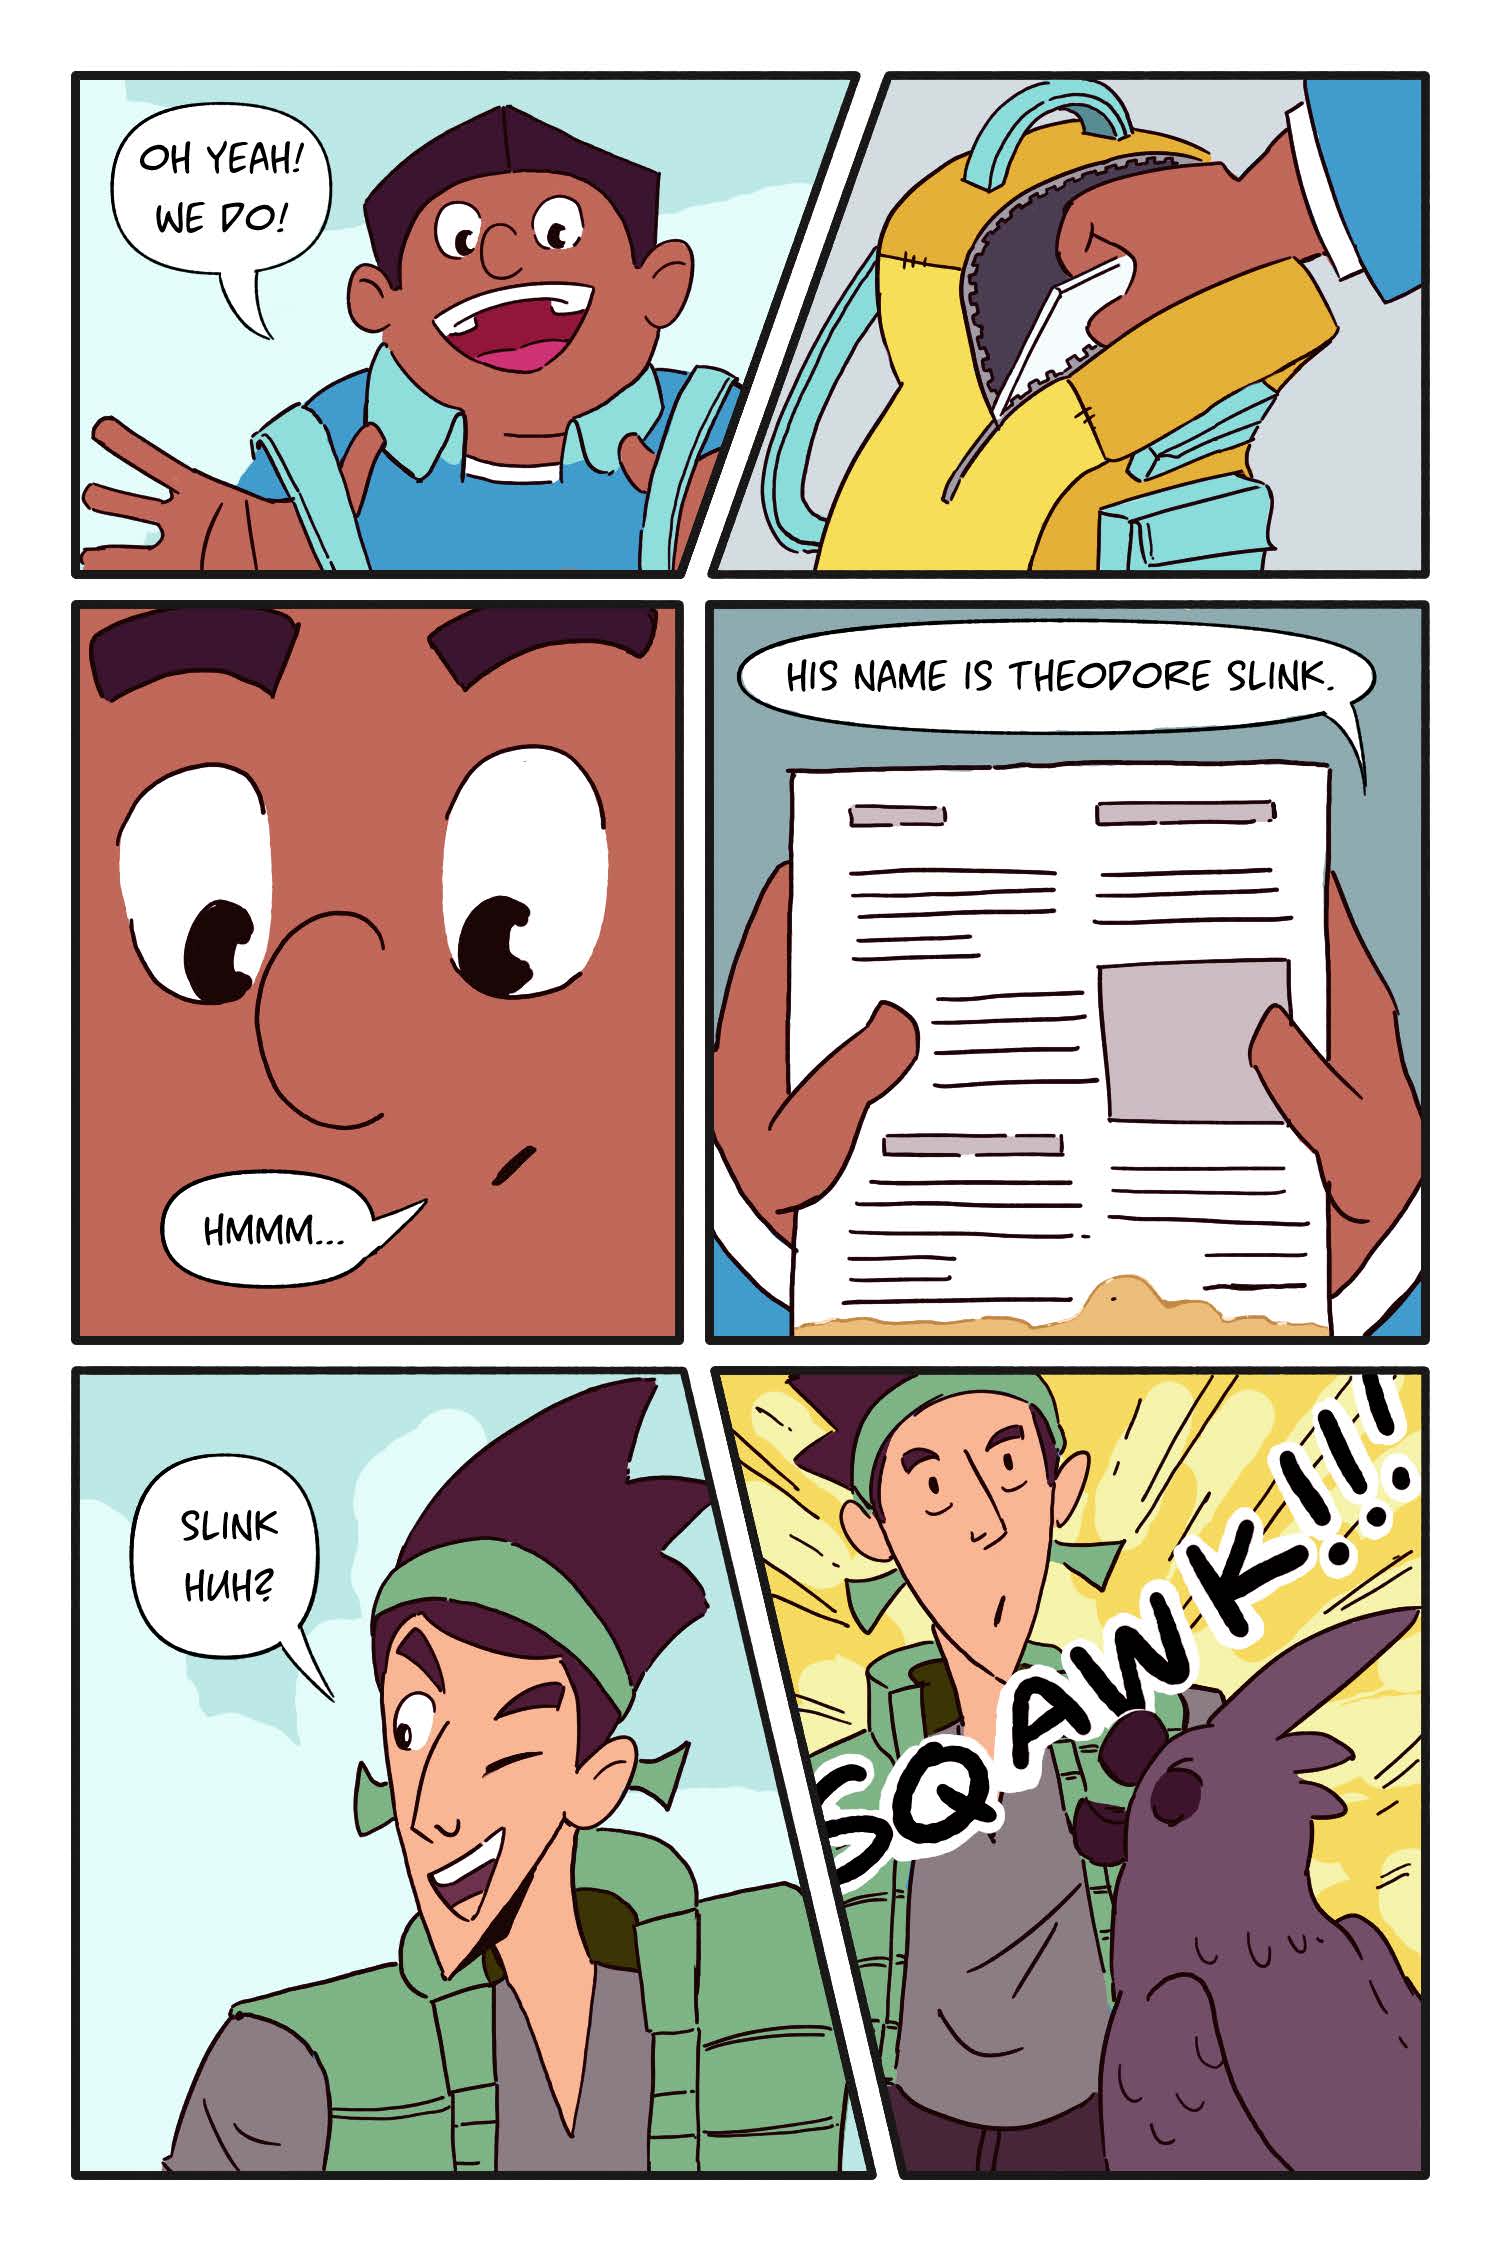 OH YEAH!
WE DO!
HMMM...
HIS NAME IS THEODORE SLINK.
SLINK
HUH?
SQAWK!!!